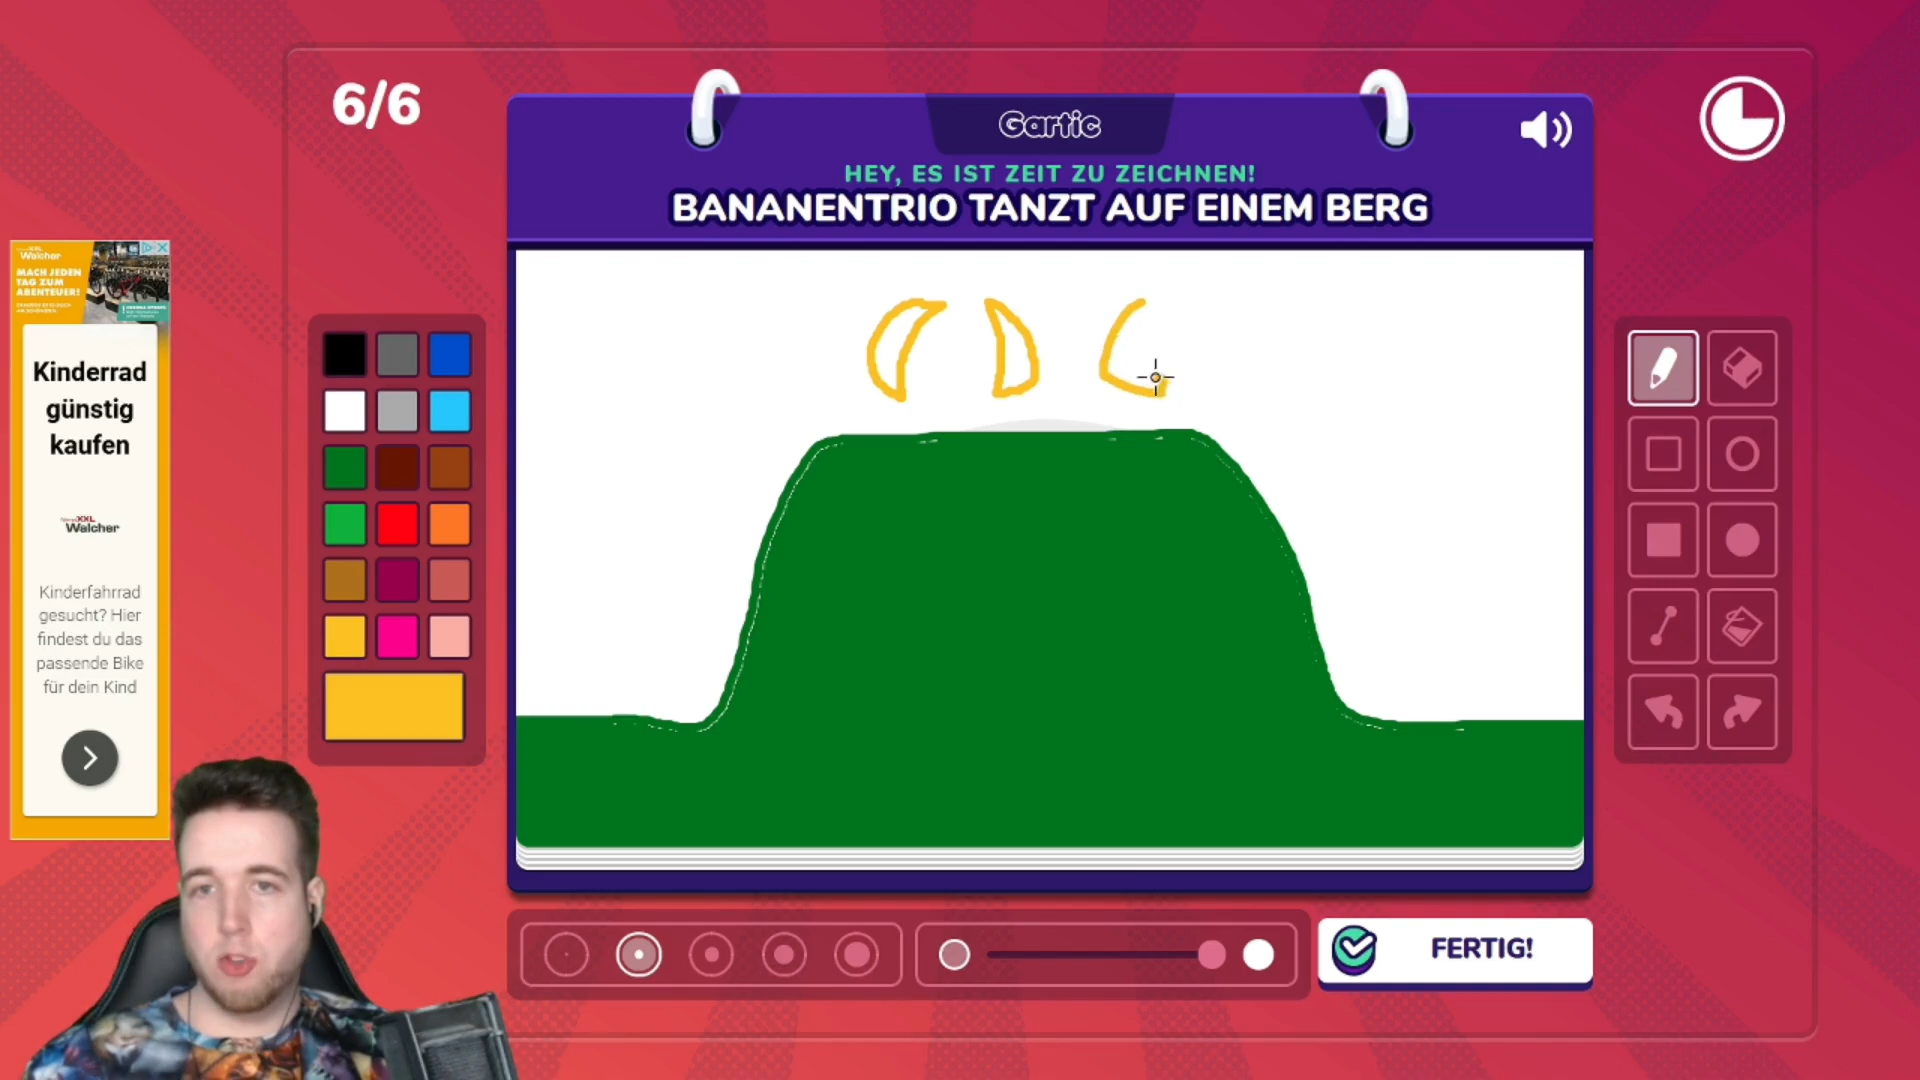 6/6
Gartic
HEY, ES IST ZEIT ZU ZEICHNEN!
BANANENTRIO TANZT AUF EINEM BERG
Walcher
MACH JEDEN
TAG ZUM
ABENTEUER!
Kinderrad
günstig
kaufen
Walcher
Kinderfahrrad
gesucht? Hier
findest du das
passende Bike
für dein Kind
FERTIG!